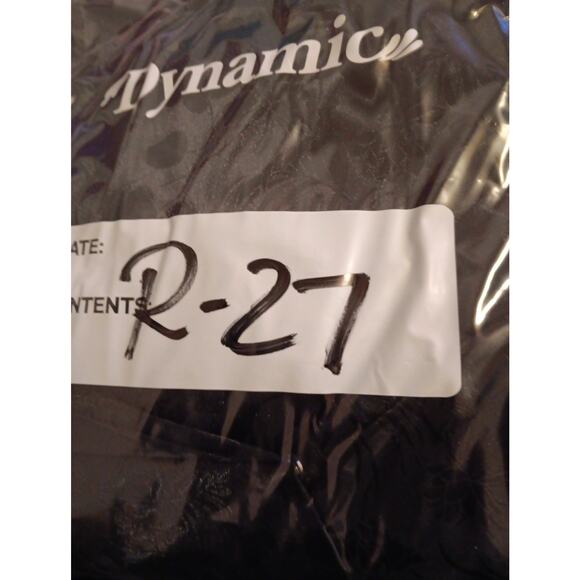 Dynamic
ATE:
NTENTS:
R-27